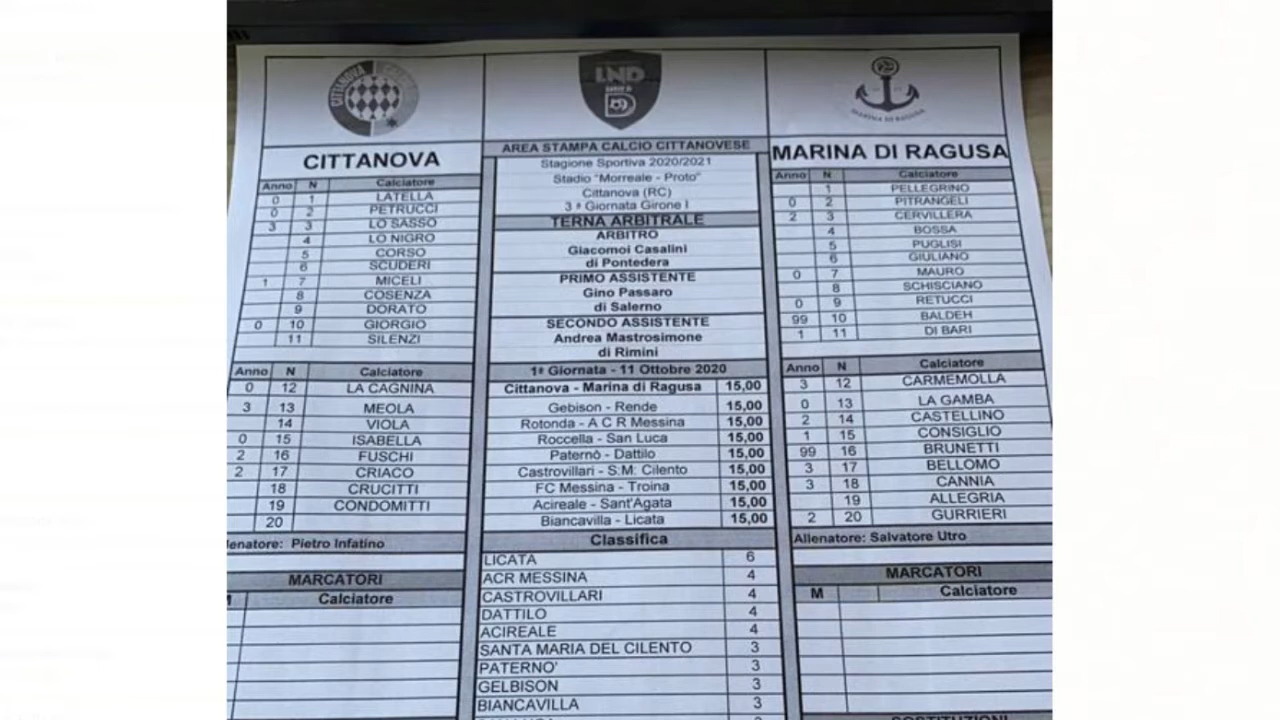 CITTANOVA
LND
SERIE D
MARINA DI RAGUSA
CITTANOVA
Anno N Calciatore
0 1 LATELLA
0 2 PETRUCCI
3 3 LO SASSO
4 LO NIGRO
5 CORSO
6 SCUDERI
1 7 MICELI
8 COSENZA
9 DORATO
0 10 GIORGIO
11 SILENZI
Anno N Calciatore
0 12 LA CAGNINA
3 13 MEOLA
14 VIOLA
0 15 ISABELLA
2 16 FUSCHI
2 17 CRIACO
18 CRUCITTI
19 CONDOMITTI
20
lenatore: Pietro Infatino
MARCATORI
Calciatore
AREA STAMPA CALCIO CITTANOVESE
Stagione Sportiva 2020/2021
Stadio "Morreale - Proto"
Cittanova (RC)
3 ª Giornata Girone I
TERNA ARBITRALE
ARBITRO
Giacomoi Casalini
di Pontedera
PRIMO ASSISTENTE
Gino Passaro
di Salerno
SECONDO ASSISTENTE
Andrea Mastrosimone
di Rimini
1ª Giornata - 11 Ottobre 2020
Cittanova - Marina di Ragusa 15,00
Gebison - Rende 15,00
Rotonda - A C R Messina 15,00
Roccella - San Luca 15,00
Paternò - Dattilo 15,00
Castrovillari - S.M. Cilento 15,00
FC Messina - Troina 15,00
Acireale - Sant'Agata 15,00
Biancavilla - Licata 15,00
Classifica
LICATA 6
ACR MESSINA 4
CASTROVILLARI 4
DATTILO 4
ACIREALE 4
SANTA MARIA DEL CILENTO 3
PATERNO' 3
GELBISON 3
BIANCAVILLA 3
MARINA DI RAGUSA
Anno N Calciatore
1 PELLEGRINO
0 2 PITRANGELI
2 3 CERVILLERA
4 BOSSA
5 PUGLISI
6 GIULIANO
0 7 MAURO
8 SCHISCIANO
0 9 RETUCCI
99 10 BALDEH
1 11 DI BARI
Anno N Calciatore
3 12 CARMEMOLLA
0 13 LA GAMBA
2 14 CASTELLINO
1 15 CONSIGLIO
99 16 BRUNETTI
3 17 BELLOMO
3 18 CANNIA
19 ALLEGRIA
2 20 GURRIERI
Allenatore: Salvatore Utro
MARCATORI
M Calciatore